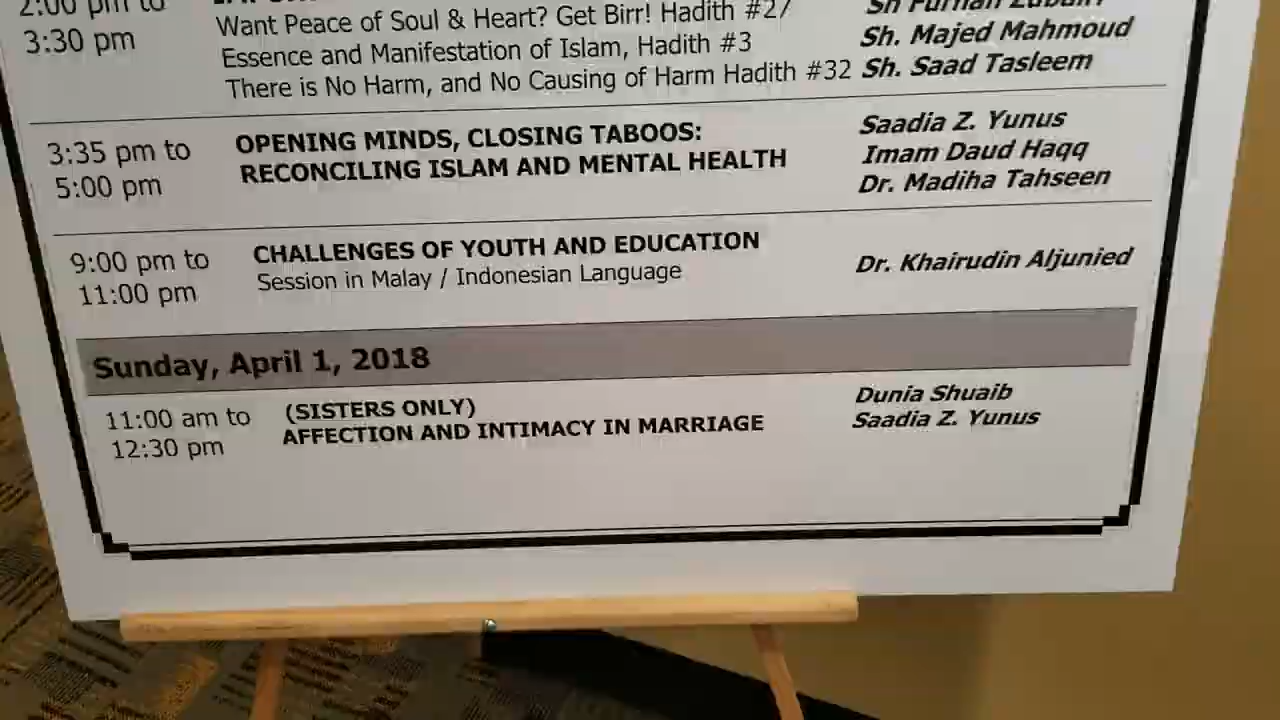 2:00 pm to
3:30 pm
Want Peace of Soul & Heart? Get Birr! Hadith #27
Essence and Manifestation of Islam, Hadith #3
Sh. Majed Mahmoud
There is No Harm, and No Causing of Harm Hadith #32
Sh. Saad Tasleem
3:35 pm to
5:00 pm
OPENING MINDS, CLOSING TABOOS:
RECONCILING ISLAM AND MENTAL HEALTH
Saadia Z. Yunus
Imam Daud Haqq
Dr. Madiha Tahseen
9:00 pm to
11:00 pm
CHALLENGES OF YOUTH AND EDUCATION
Session in Malay / Indonesian Language
Dr. Khairudin Aljunied
Sunday, April 1, 2018
11:00 am to
12:30 pm
(SISTERS ONLY)
AFFECTION AND INTIMACY IN MARRIAGE
Dunia Shuaib
Saadia Z. Yunus